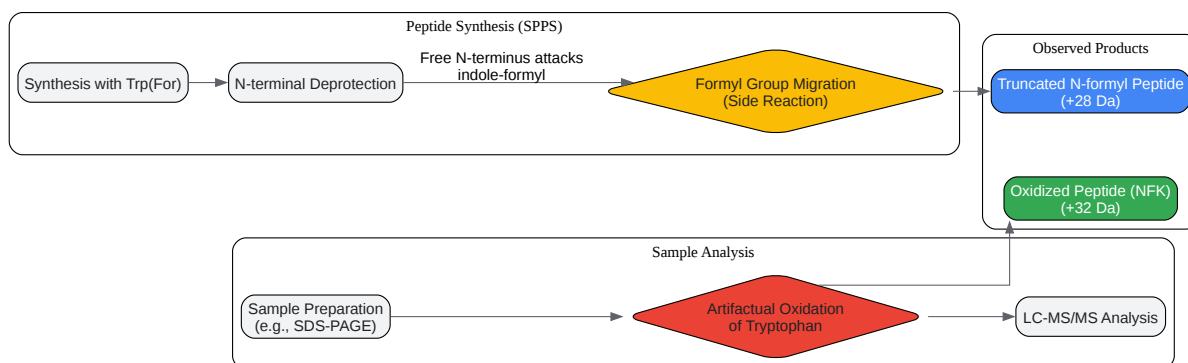 Peptide Synthesis (SPPS)
Synthesis with Trp(For)
N-terminal Deprotection
Free N-terminus attacks
indole-formyl
Formyl Group Migration
(Side Reaction)
Observed Products
Truncated N-formyl Peptide
(+28 Da)
Oxidized Peptide (NFK)
(+32 Da)
Sample Analysis
Sample Preparation
(e.g., SDS-PAGE)
Artifactual Oxidation
of Tryptophan
LC-MS/MS Analysis